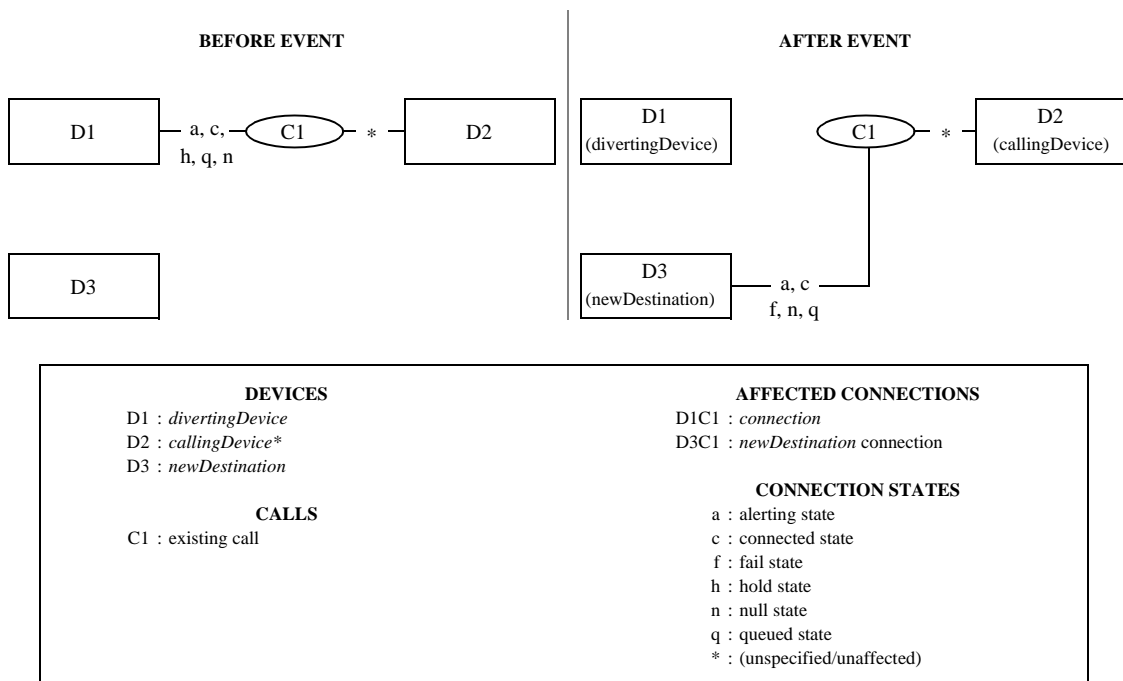 BEFORE EVENT
AFTER EVENT
D1
a, c,
h, q, n
C1
*
D2
D3
D1
(divertingDevice)
C1
*
D2
(callingDevice)
D3
(newDestination)
a, c
f, n, q
DEVICES
D1 : divertingDevice
D2 : callingDevice*
D3 : newDestination
CALLS
C1 : existing call
AFFECTED CONNECTIONS
D1C1 : connection
D3C1 : newDestination connection
CONNECTION STATES
a : alerting state
c : connected state
f : fail state
h : hold state
n : null state
q : queued state
* : (unspecified/unaffected)